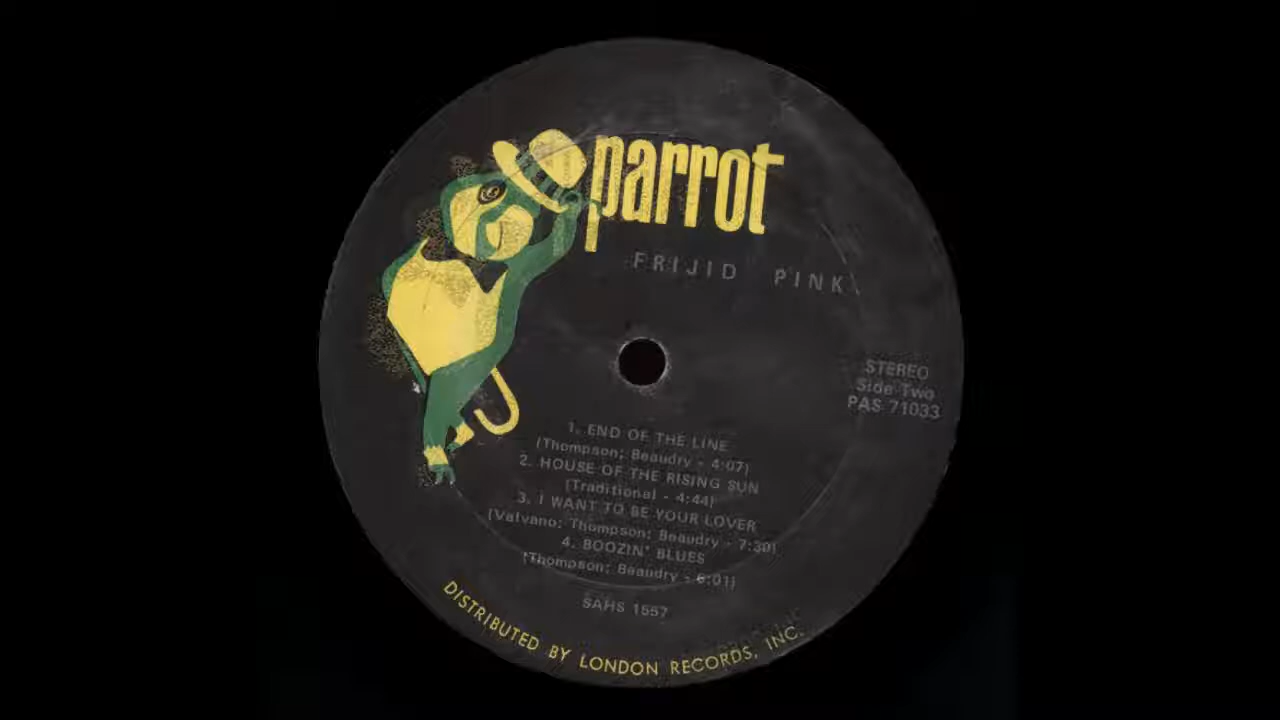 parrot
FRIJID PINK
STEREO
Side Two
PAS 71033
1. END OF THE LINE
(Thompson; Beaudry - 4:07)
2. HOUSE OF THE RISING SUN
(Traditional - 4:44)
3. I WANT TO BE YOUR LOVER
(Valvano; Thompson; Beaudry - 7:30)
4. BOOZIN' BLUES
(Thompson; Beaudry - 6:01)
SAHS 1557
DISTRIBUTED BY LONDON RECORDS, INC.